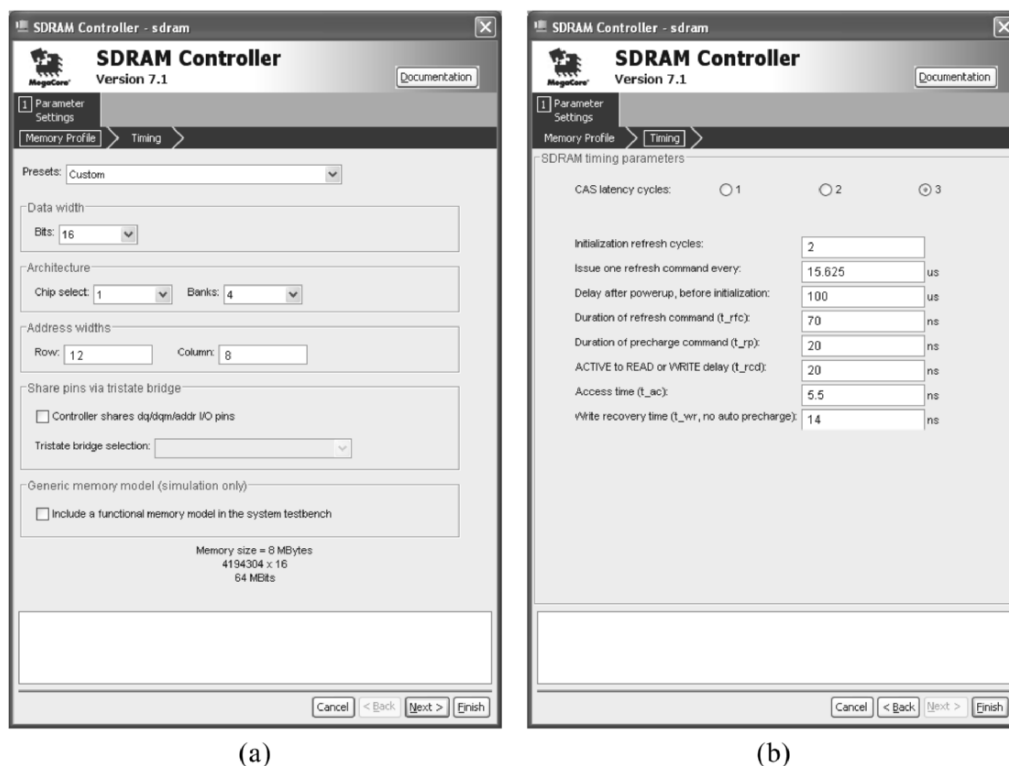 SDRAM Controller - sdram
SDRAM Controller
Version 7.1
MegaCore®
Documentation
1 Parameter
Settings
Memory Profile Timing
Presets: Custom
Data width
Bits: 16
Architecture
Chip select: 1 Banks: 4
Address widths
Row: 12 Column: 8
Share pins via tristate bridge
Controller shares dq/dqm/addr I/O pins
Tristate bridge selection:
Generic memory model (simulation only)
Include a functional memory model in the system testbench
Memory size = 8 MBytes
4194304 x 16
64 MBits
Cancel < Back Next > Finish
(a)
SDRAM Controller - sdram
SDRAM Controller
Version 7.1
MegaCore®
Documentation
1 Parameter
Settings
Memory Profile Timing
SDRAM timing parameters
CAS latency cycles: 1 2 3
Initialization refresh cycles: 2
Issue one refresh command every: 15.625 us
Delay after powerup, before initialization: 100 us
Duration of refresh command (t_rfc): 70 ns
Duration of precharge command (t_rp): 20 ns
ACTIVE to READ or WRITE delay (t_rcd): 20 ns
Access time (t_ac): 5.5 ns
Write recovery time (t_wr, no auto precharge): 14 ns
Cancel < Back Next > Finish
(b)